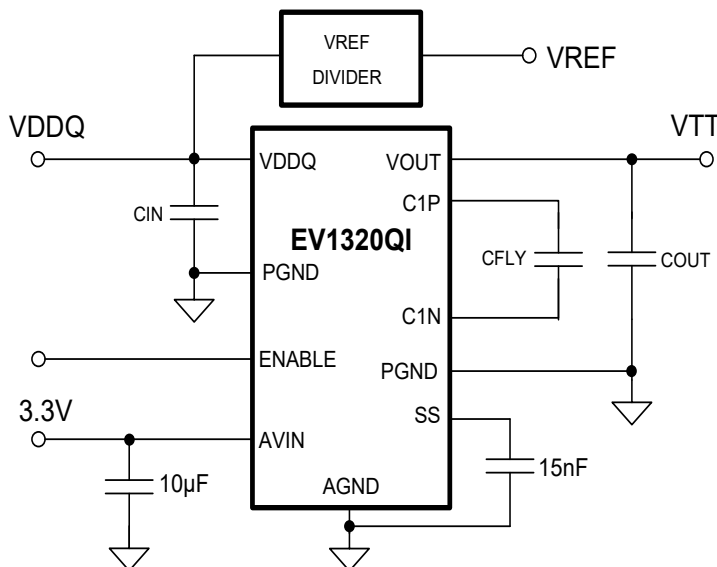 VREF
DIVIDER
VREF
VDDQ
VTT
VDDQ
VOUT
CIN
C1P
EV1320QI
CFLY
COUT
PGND
C1N
ENABLE
PGND
3.3V
SS
AVIN
10µF
15nF
AGND